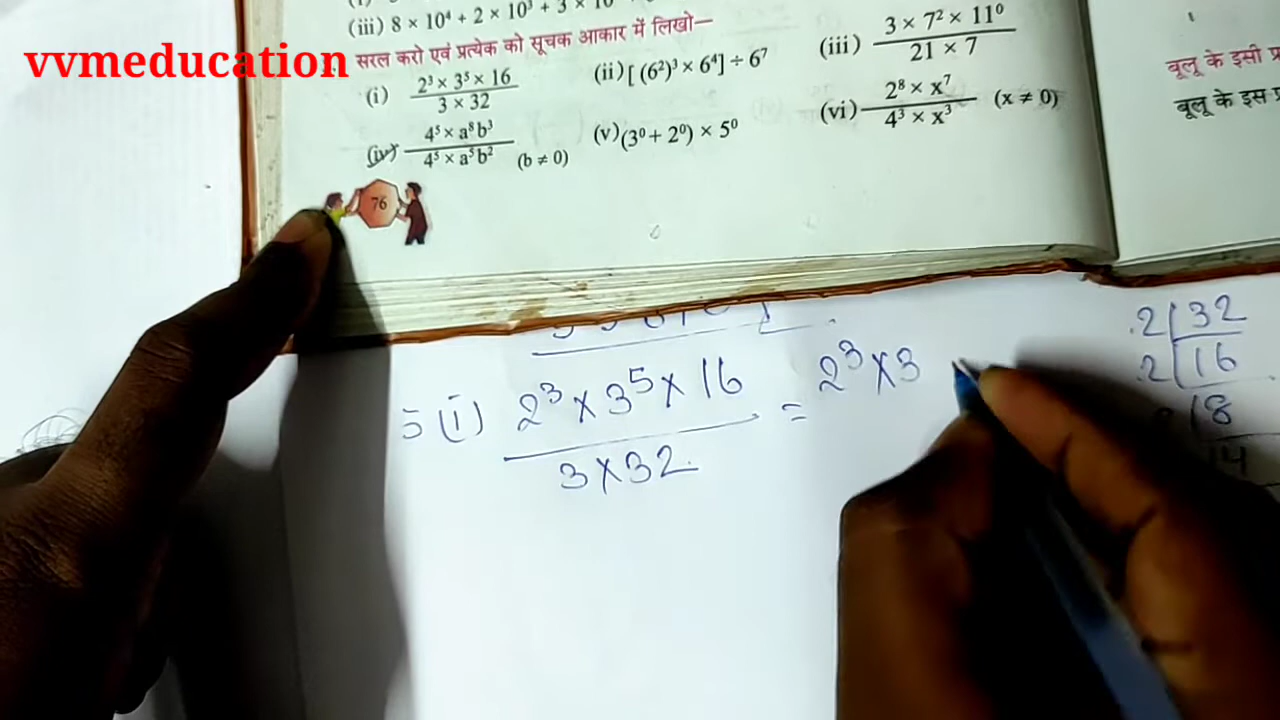 (iii) 8 × 10⁴ + 2 × 10³ + 3 × 10
vvmeducation
सरल करो एवं प्रत्येक को सूचक आकार में लिखो—
(i) 2³ × 3⁵ × 16 / 3 × 32
(ii) [ (6²)³ × 6⁴] ÷ 6⁷
(iii) 3 × 7² × 11⁰ / 21 × 7
(iv) 4⁵ × a⁸b³ / 4⁵ × a⁵b² (b ≠ 0)
(v) (3⁰ + 2⁰) × 5⁰
(vi) 2⁸ × x⁷ / 4³ × x³ (x ≠ 0)
76
बूलू के इसी
बूलू के इस
(i) 2³ × 3⁵ × 16 / 3 × 32 = 2³ × 3
2 | 32
2 | 16
8
4